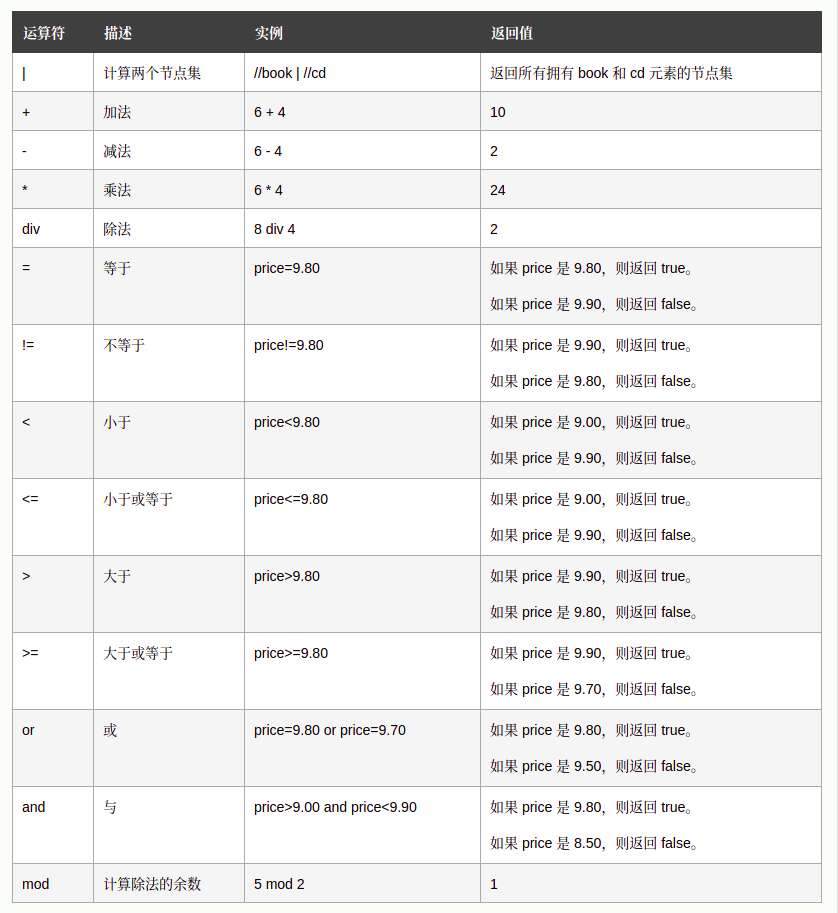 运算符 描述 实例 返回值
| 计算两个节点集 //book | //cd 返回所有拥有 book 和 cd 元素的节点集
+ 加法 6 + 4 10
- 减法 6 - 4 2
* 乘法 6 * 4 24
div 除法 8 div 4 2
= 等于 price=9.80 如果 price 是 9.80，则返回 true。
如果 price 是 9.90，则返回 false。
!= 不等于 price!=9.80 如果 price 是 9.90，则返回 true。
如果 price 是 9.80，则返回 false。
< 小于 price<9.80 如果 price 是 9.00，则返回 true。
如果 price 是 9.90，则返回 false。
<= 小于或等于 price<=9.80 如果 price 是 9.00，则返回 true。
如果 price 是 9.90，则返回 false。
> 大于 price>9.80 如果 price 是 9.90，则返回 true。
如果 price 是 9.80，则返回 false。
>= 大于或等于 price>=9.80 如果 price 是 9.90，则返回 true。
如果 price 是 9.70，则返回 false。
or 或 price=9.80 or price=9.70 如果 price 是 9.80，则返回 true。
如果 price 是 9.50，则返回 false。
and 与 price>9.00 and price<9.90 如果 price 是 9.80，则返回 true。
如果 price 是 8.50，则返回 false。
mod 计算除法的余数 5 mod 2 1